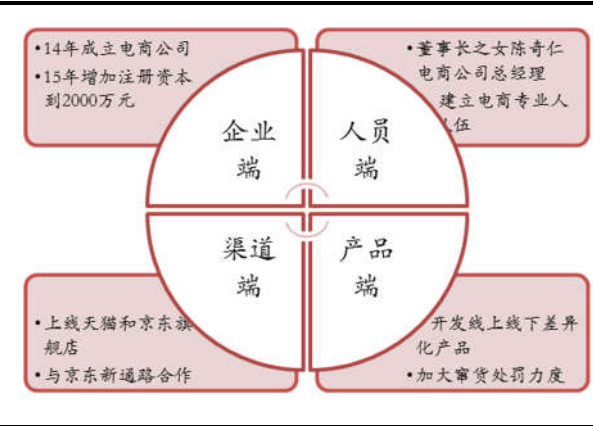 •14年成立电商公司
•15年增加注册资本
到2000万元
•董事长之女陈奇仁
电商公司总经理
建立电商专业人
伍
企业
端
人员
端
渠道
端
产品
端
•上线天猫和京东旗
舰店
•与京东新通路合作
开发线上线下差异
化产品
•加大窜货处罚力度